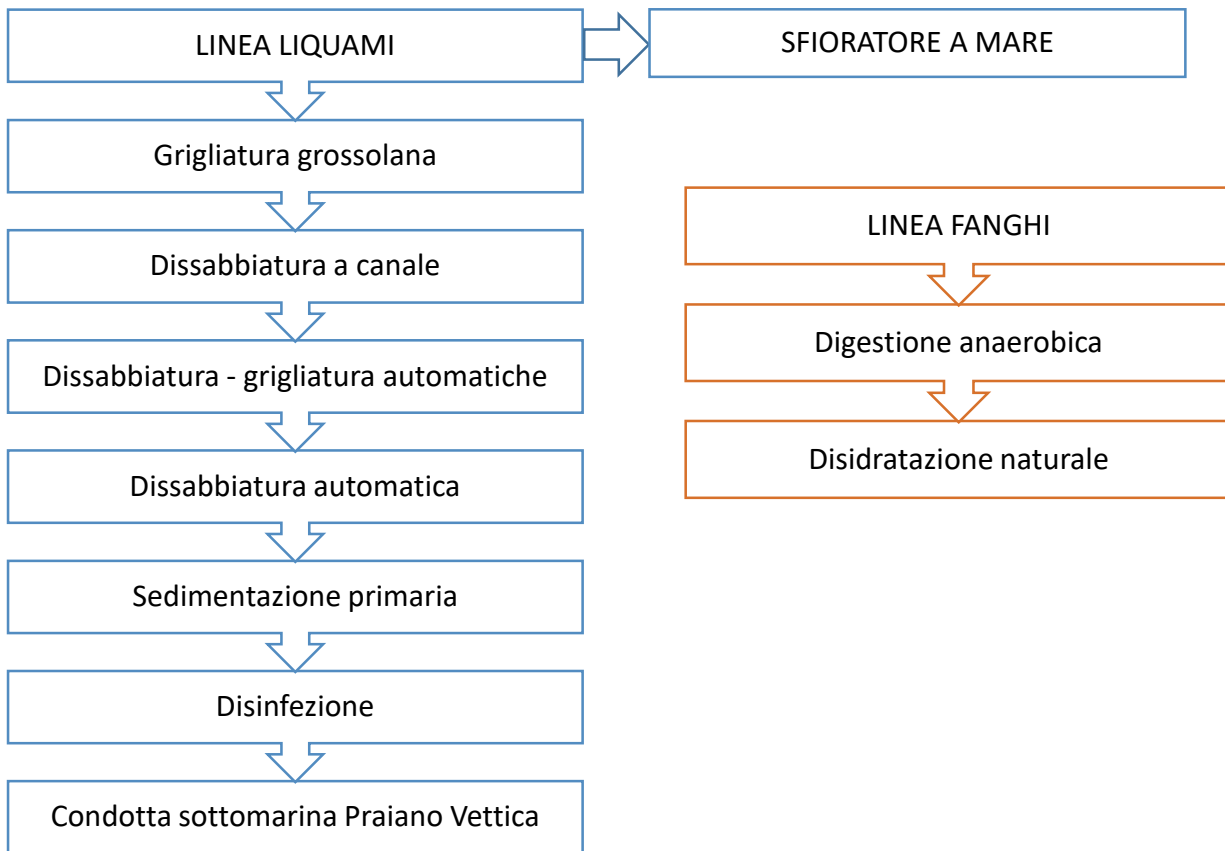 LINEA LIQUAMI
SFIORATORE A MARE
Grigliatura grossolana
Dissabbiatura a canale
Dissabbiatura - grigliatura automatiche
Dissabbiatura automatica
Sedimentazione primaria
Disinfezione
Condotta sottomarina Praiano Vettica
LINEA FANGHI
Digestione anaerobica
Disidratazione naturale